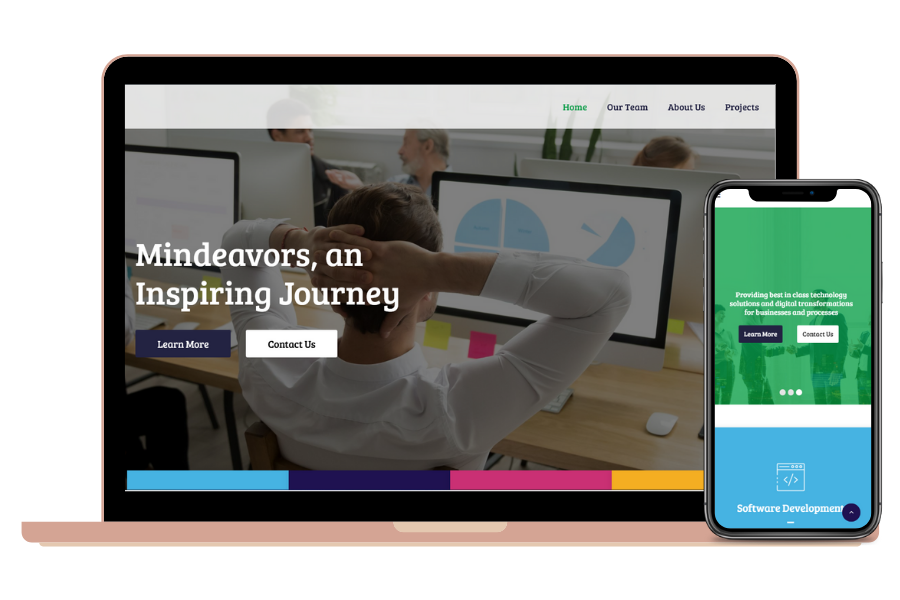 Home Our Team About Us Projects
Mindeavors, an
Inspiring Journey
Learn More Contact Us
Providing best in class technology
solutions and digital transformations
for businesses and processes
Learn More Contact Us
</>
Software Development